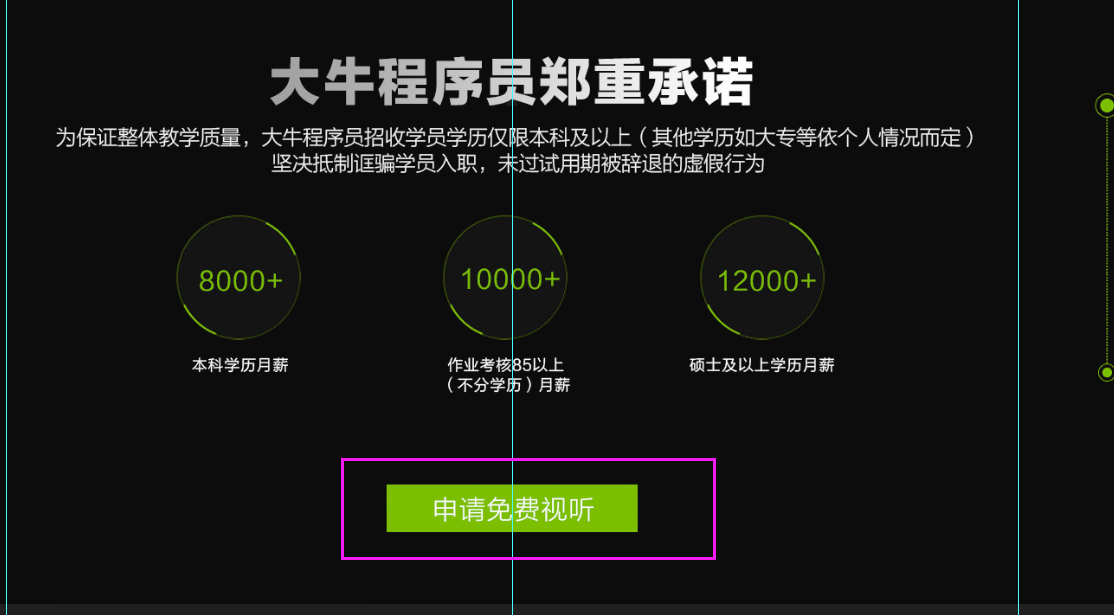 大牛程序员郑重承诺
为保证整体教学质量，大牛程序员招收学员学历仅限本科及以上（其他学历如大专等依个人情况而定）
坚决抵制诓骗学员入职，未过试用期被辞退的虚假行为
8000+
10000+
12000+
本科学历月薪
作业考核85以上
（不分学历）月薪
硕士及以上学历月薪
申请免费视听